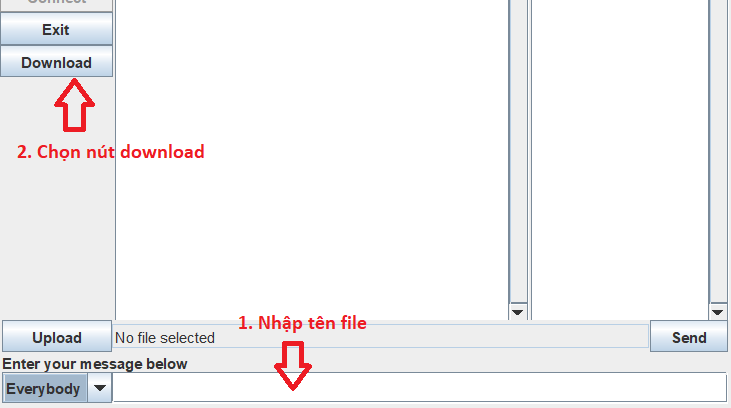 Connect
Exit
Download
2. Chọn nút download
1. Nhập tên file
Upload
No file selected
Send
Enter your message below
Everybody